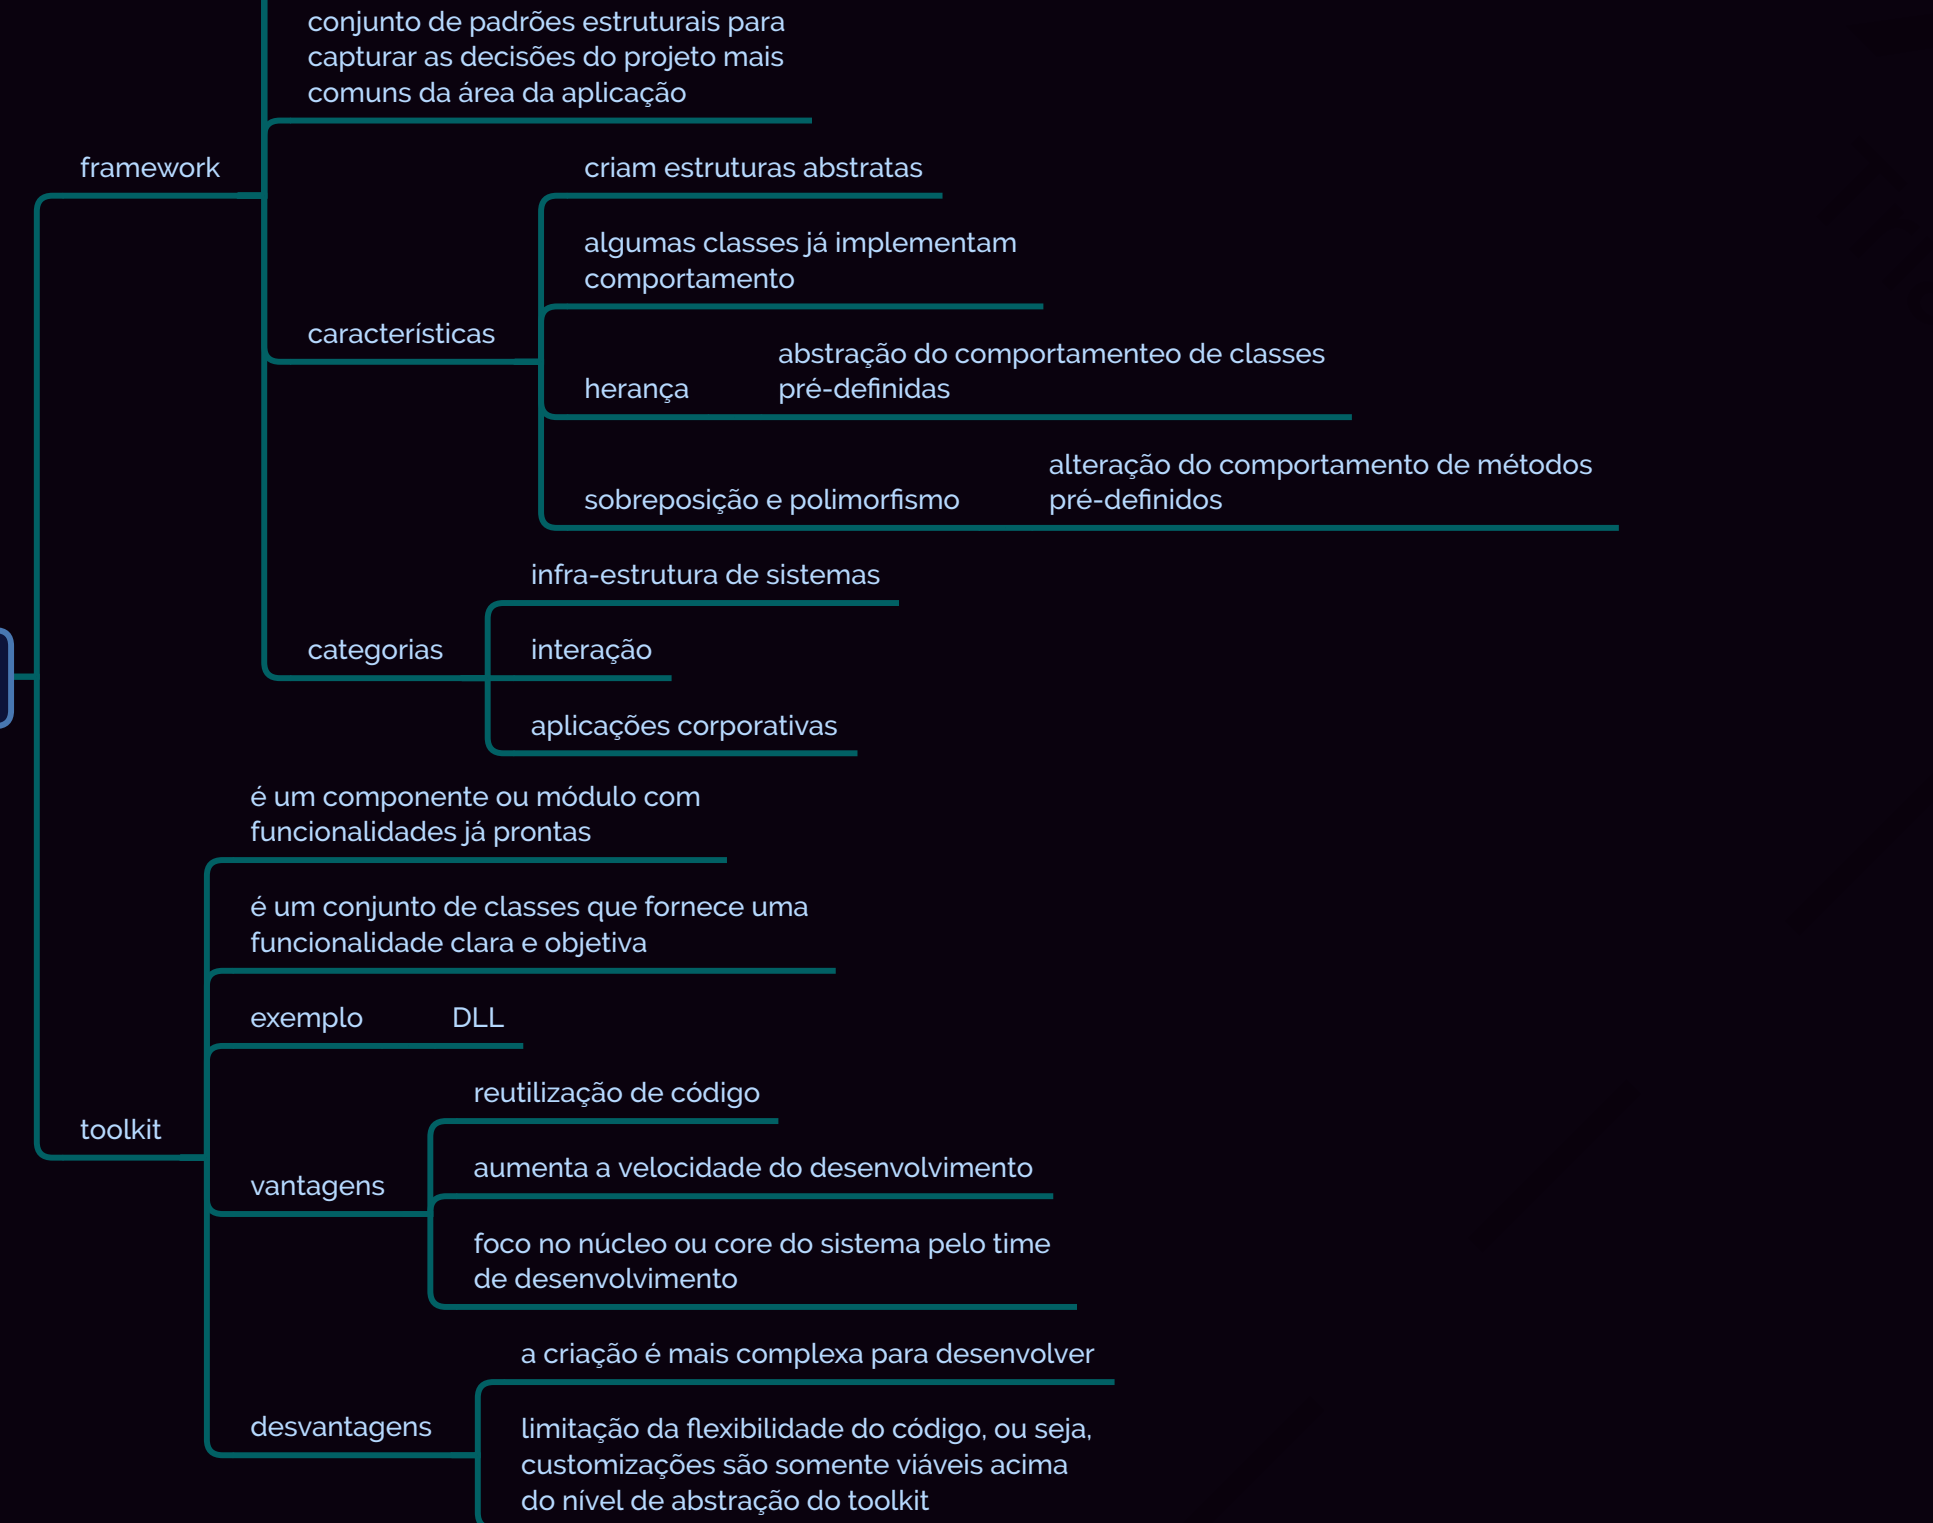 conjunto de padrões estruturais para
capturar as decisões do projeto mais
comuns da área da aplicação
framework
criam estruturas abstratas
algumas classes já implementam
comportamento
características
herança
abstração do comportamenteo de classes
pré-definidas
sobreposição e polimorfismo
alteração do comportamento de métodos
pré-definidos
categorias
infra-estrutura de sistemas
interação
aplicações corporativas
toolkit
é um componente ou módulo com
funcionalidades já prontas
é um conjunto de classes que fornece uma
funcionalidade clara e objetiva
exemplo
DLL
vantagens
reutilização de código
aumenta a velocidade do desenvolvimento
foco no núcleo ou core do sistema pelo time
de desenvolvimento
desvantagens
a criação é mais complexa para desenvolver
limitação da flexibilidade do código, ou seja,
customizações são somente viáveis acima
do nível de abstração do toolkit